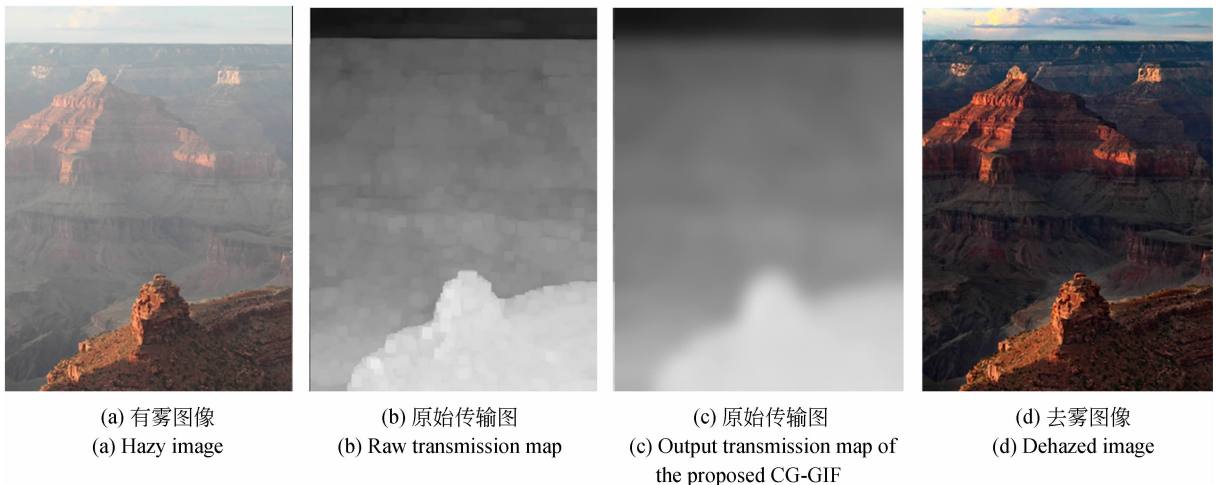 (a) 有雾图像
(a) Hazy image
(b) 原始传输图
(b) Raw transmission map
(c) 原始传输图
(c) Output transmission map of
the proposed CG-GIF
(d) 去雾图像
(d) Dehazed image